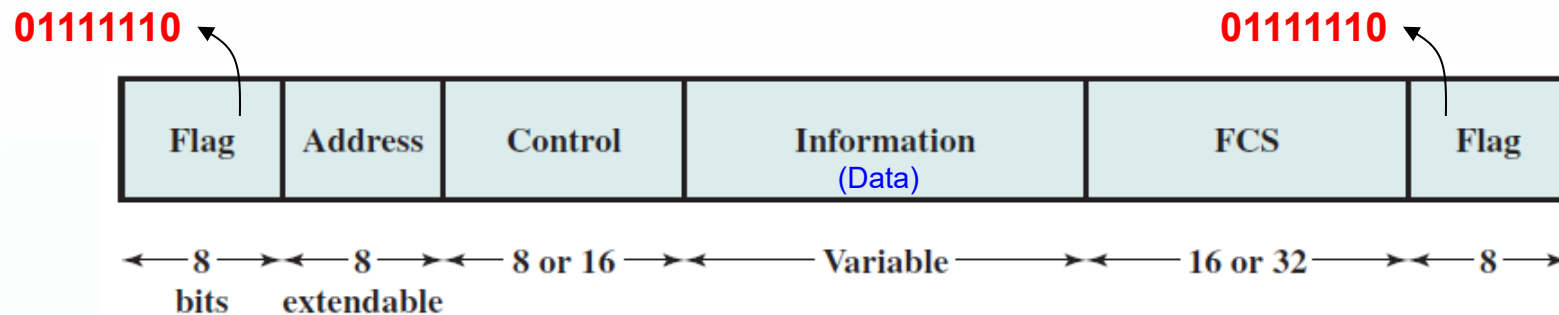 01111110 01111110
Flag Address Control Information FCS Flag
(Data)
8 8 8 or 16 Variable 16 or 32 8
bits extendable